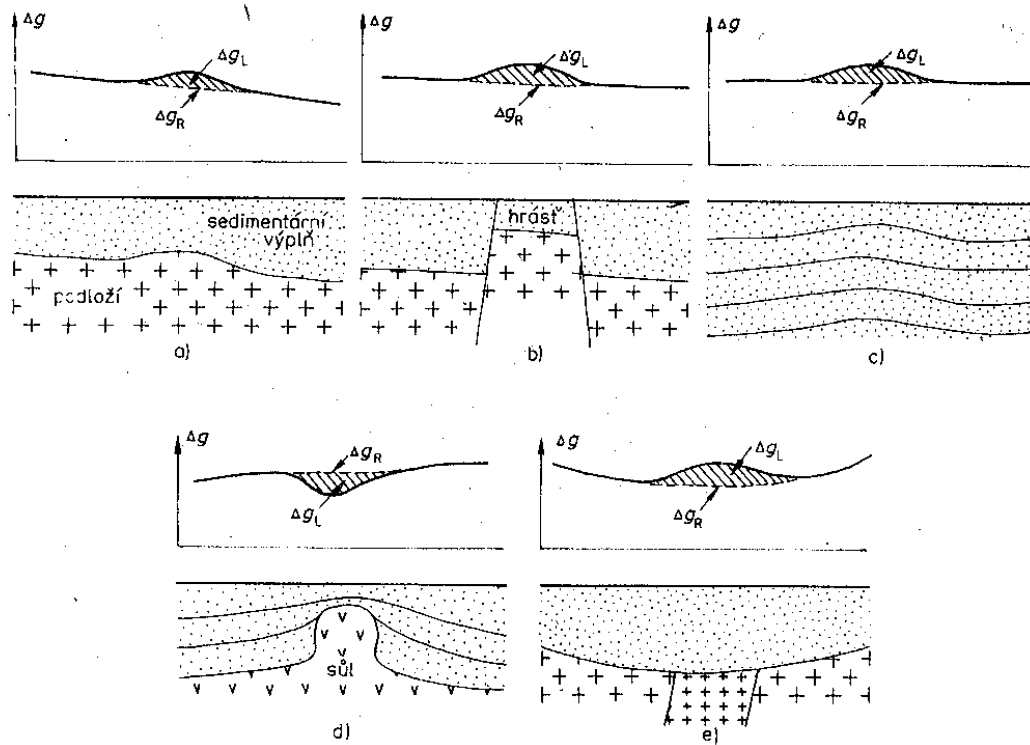 Δg
Δg_L
Δg_R
Δg
Δg_L
Δg_R
Δg
Δg_L
Δg_R
sedimentární
výplň
podloží
a)
hrásť
b)
c)
Δg
Δg_R
Δg_L
Δg
Δg_L
Δg_R
sůl
d)
e)